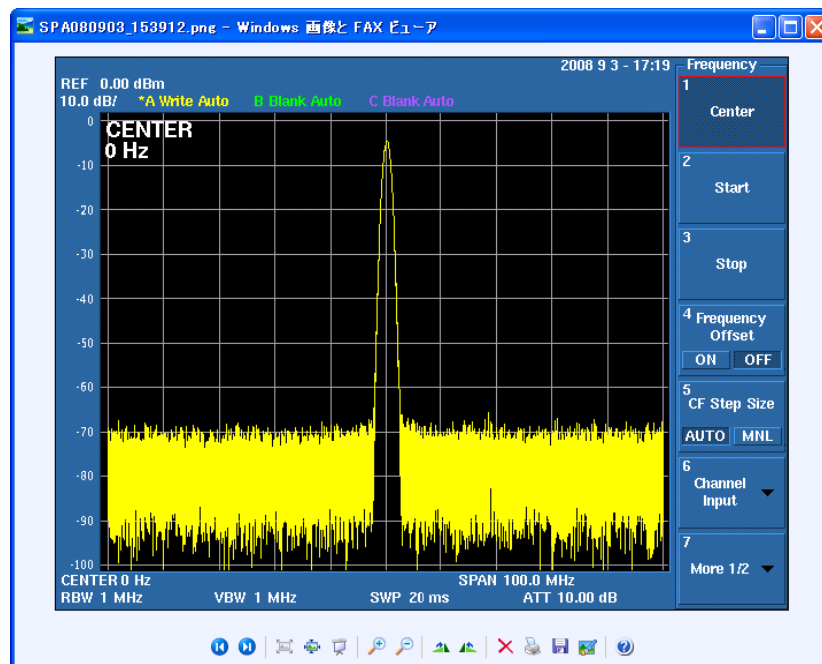 SPA080903_153912.png - Windows 画像と FAX ビューア
2008 9 3 - 17:19
REF 0.00 dBm
10.0 dB/ *A Write Auto B Blank Auto C Blank Auto
CENTER
0 Hz
0
-10
-20
-30
-40
-50
-60
-70
-80
-90
-100
CENTER 0 Hz SPAN 100.0 MHz
RBW 1 MHz VBW 1 MHz SWP 20 ms ATT 10.00 dB
Frequency
1
Center
2
Start
3
Stop
4 Frequency
Offset
ON OFF
5
CF Step Size
AUTO MNL
6
Channel
Input
7
More 1/2